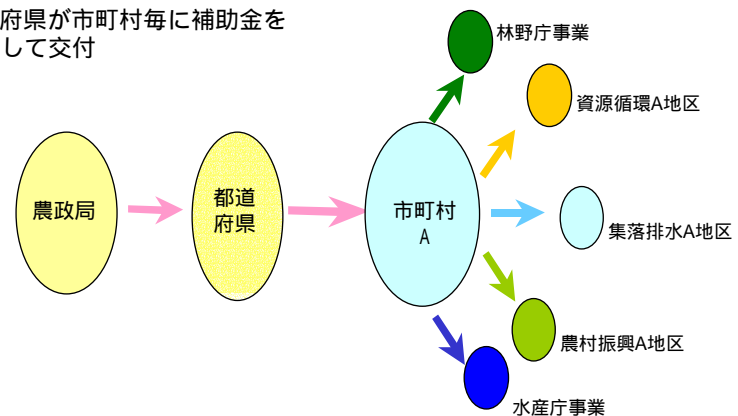 府県が市町村毎に補助金を
して交付
林野庁事業
資源循環A地区
農政局
都道
府県
市町村
A
集落排水A地区
農村振興A地区
水産庁事業